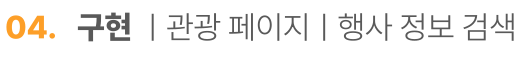 04. 구현 | 관광 페이지 | 행사 정보 검색